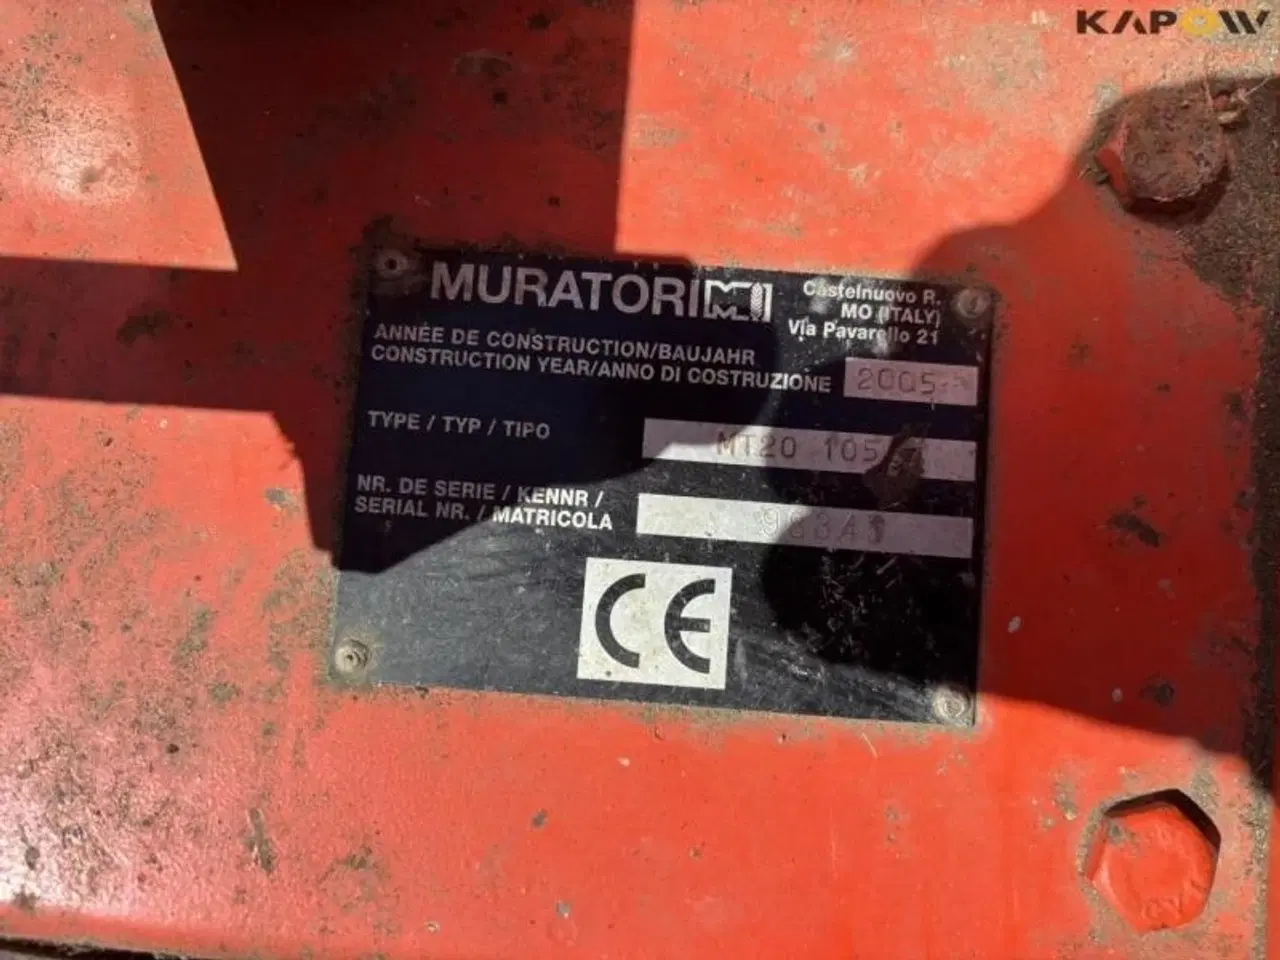 KAPOW
MURATORI
Castelnuovo R.
MO (ITALY)
Via Pavarello 21
ANNÉE DE CONSTRUCTION/BAUJAHR
CONSTRUCTION YEAR/ANNO DI COSTRUZIONE 2005
TYPE / TYP / TIPO MT20 105
NR. DE SERIE / KENNR /
SERIAL NR. / MATRICOLA
CE